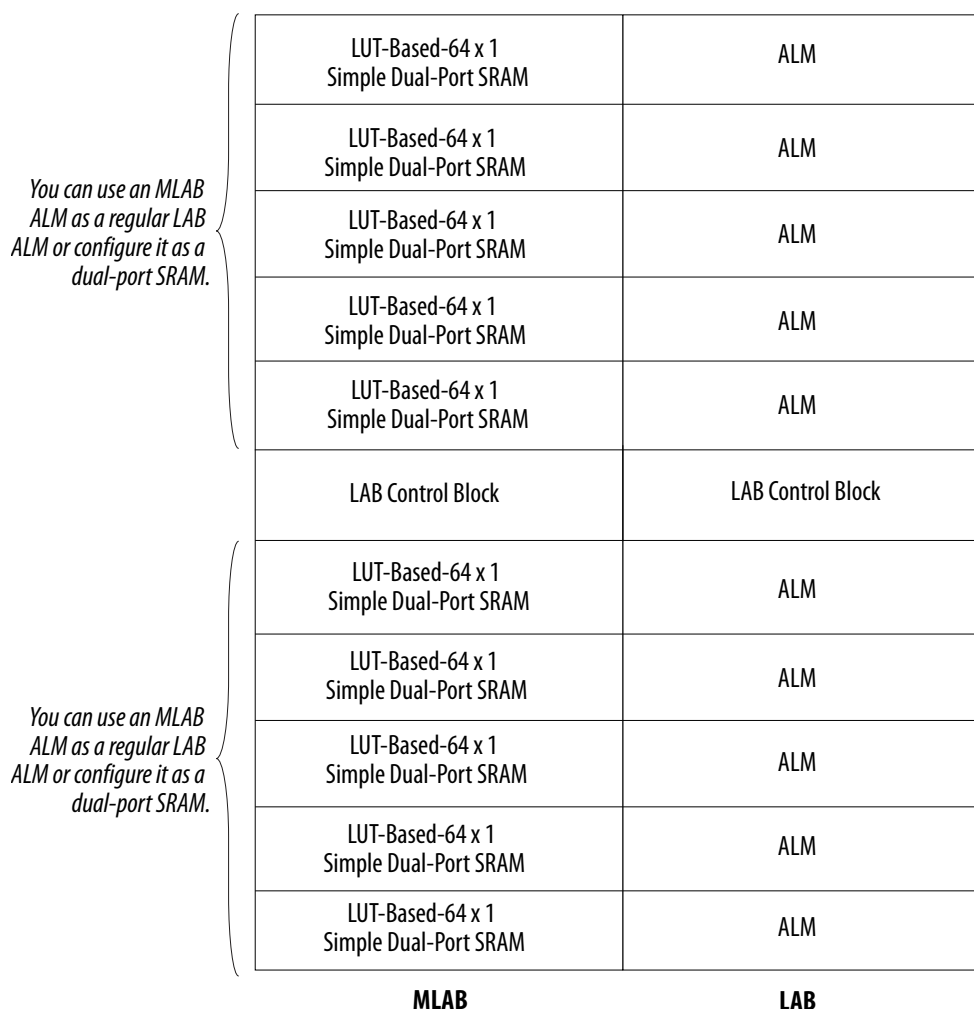 LUT-Based-64 x 1
Simple Dual-Port SRAM
ALM
LUT-Based-64 x 1
Simple Dual-Port SRAM
ALM
You can use an MLAB
ALM as a regular LAB
ALM or configure it as a
dual-port SRAM.
LUT-Based-64 x 1
Simple Dual-Port SRAM
ALM
LUT-Based-64 x 1
Simple Dual-Port SRAM
ALM
LUT-Based-64 x 1
Simple Dual-Port SRAM
ALM
LAB Control Block
LAB Control Block
LUT-Based-64 x 1
Simple Dual-Port SRAM
ALM
LUT-Based-64 x 1
Simple Dual-Port SRAM
ALM
You can use an MLAB
ALM as a regular LAB
ALM or configure it as a
dual-port SRAM.
LUT-Based-64 x 1
Simple Dual-Port SRAM
ALM
LUT-Based-64 x 1
Simple Dual-Port SRAM
ALM
LUT-Based-64 x 1
Simple Dual-Port SRAM
ALM
MLAB
LAB